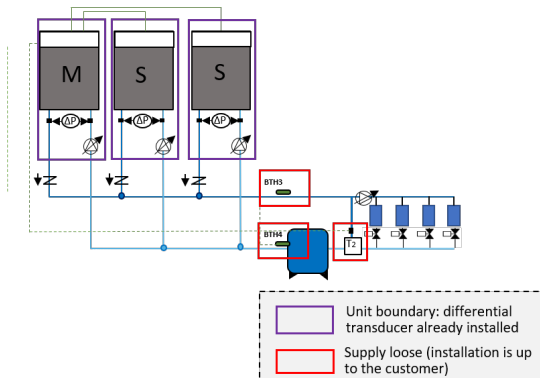 M
S
S
ΔP
ΔP
ΔP
BTH3
BTH4
T2
Unit boundary: differential
transducer already installed
Supply loose (installation is up
to the customer)